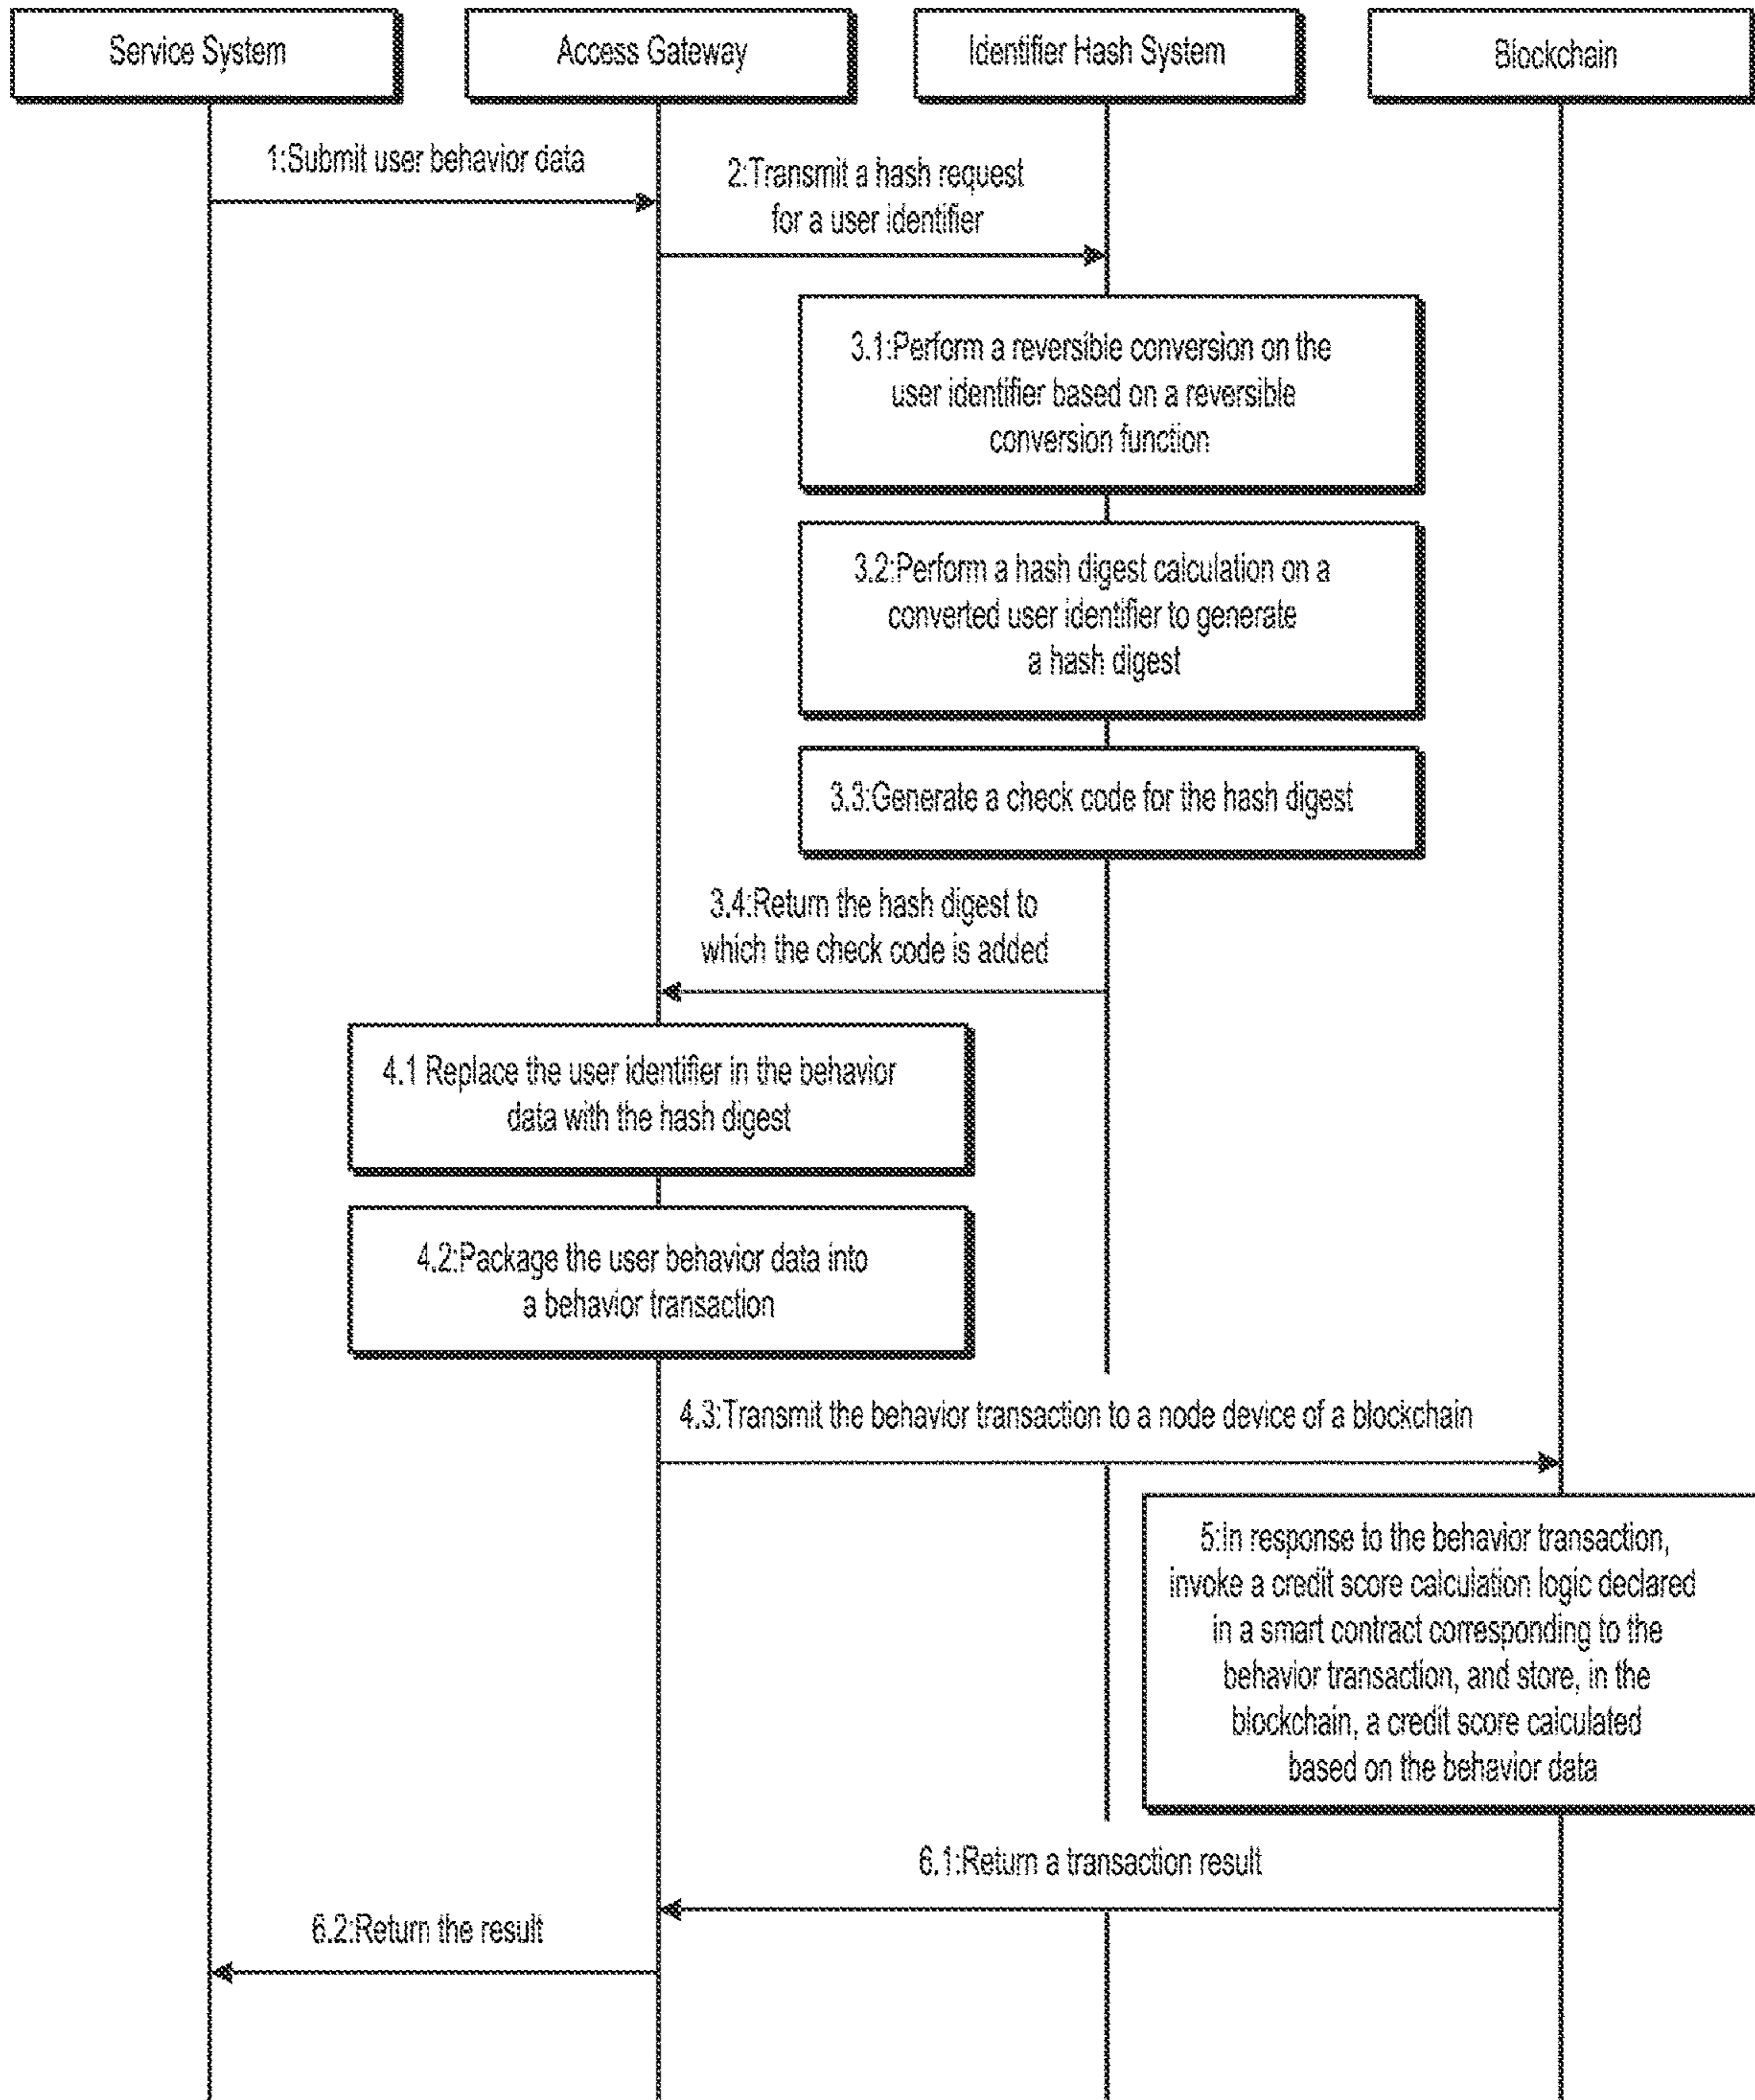 Service System
Access Gateway
Identifier Hash System
Blockchain
1:Submit user behavior data
2:Transmit a hash request
for a user identifier
3.1:Perform a reversible conversion on the
user identifier based on a reversible
conversion function
3.2:Perform a hash digest calculation on a
converted user identifier to generate
a hash digest
3.3:Generate a check code for the hash digest
3.4:Return the hash digest to
which the check code is added
4.1 Replace the user identifier in the behavior
data with the hash digest
4.2:Package the user behavior data into
a behavior transaction
4.3:Transmit the behavior transaction to a node device of a blockchain
5:In response to the behavior transaction,
invoke a credit score calculation logic declared
in a smart contract corresponding to the
behavior transaction, and store, in the
blockchain, a credit score calculated
based on the behavior data
6.1:Return a transaction result
6.2:Return the result